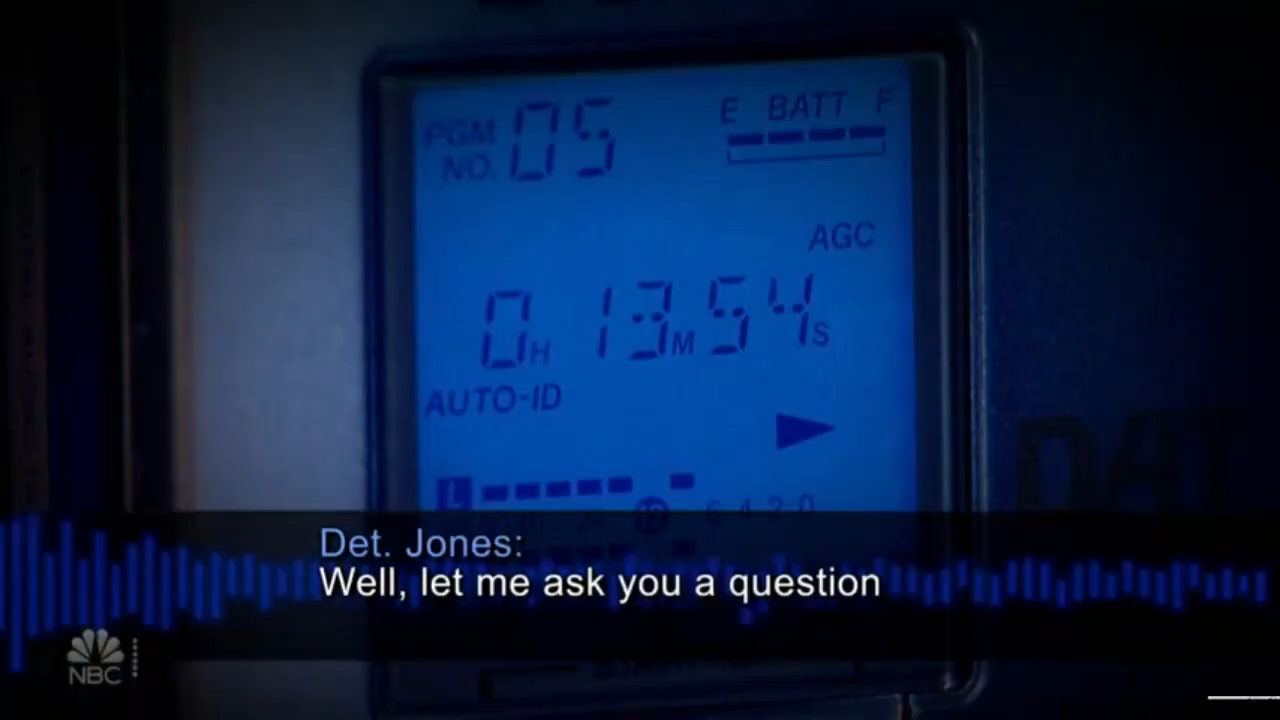 PGM
NO. 05
E BATT F
AGC
0H 13M 54S
AUTO-ID
L
DAT
Det. Jones:
Well, let me ask you a question
NBC